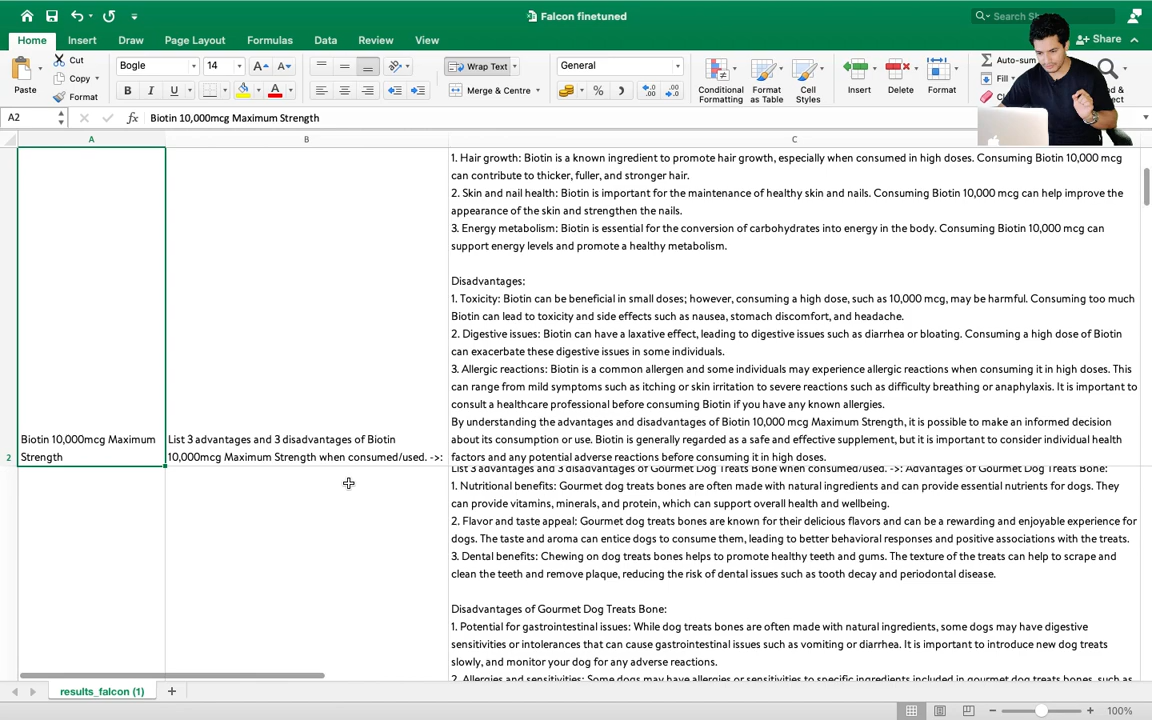 Falcon finetuned
Search Sh
Home Insert Draw Page Layout Formulas Data Review View
Share
Paste
Cut
Copy
Format
Bogle 14
A A
B I U
Wrap Text
Merge & Centre
General
%
Conditional
Formatting
Format
as Table
Cell
Styles
Insert
Delete
Format
Auto-sum
Fill
A2
fx
Biotin 10,000mcg Maximum Strength
A B C
1. Hair growth: Biotin is a known ingredient to promote hair growth, especially when consumed in high doses. Consuming Biotin 10,000 mcg
can contribute to thicker, fuller, and stronger hair.
2. Skin and nail health: Biotin is important for the maintenance of healthy skin and nails. Consuming Biotin 10,000 mcg can help improve the
appearance of the skin and strengthen the nails.
3. Energy metabolism: Biotin is essential for the conversion of carbohydrates into energy in the body. Consuming Biotin 10,000 mcg can
support energy levels and promote a healthy metabolism.
Disadvantages:
1. Toxicity: Biotin can be beneficial in small doses; however, consuming a high dose, such as 10,000 mcg, may be harmful. Consuming too much
Biotin can lead to toxicity and side effects such as nausea, stomach discomfort, and headache.
2. Digestive issues: Biotin can have a laxative effect, leading to digestive issues such as diarrhea or bloating. Consuming a high dose of Biotin
can exacerbate these digestive issues in some individuals.
3. Allergic reactions: Biotin is a common allergen and some individuals may experience allergic reactions when consuming it in high doses. This
can range from mild symptoms such as itching or skin irritation to severe reactions such as difficulty breathing or anaphylaxis. It is important to
consult a healthcare professional before consuming Biotin if you have any known allergies.
By understanding the advantages and disadvantages of Biotin 10,000 mcg Maximum Strength, it is possible to make an informed decision
about its consumption or use. Biotin is generally regarded as a safe and effective supplement, but it is important to consider individual health
factors and any potential adverse reactions before consuming it in high doses.
Biotin 10,000mcg Maximum
Strength
List 3 advantages and 3 disadvantages of Biotin
10,000mcg Maximum Strength when consumed/used. ->:
2
List 3 advantages and 3 disadvantages of Gourmet Dog Treats Bone when consumed/used. ->: Advantages of Gourmet Dog Treats Bone:
1. Nutritional benefits: Gourmet dog treats bones are often made with natural ingredients and can provide essential nutrients for dogs. They
can provide vitamins, minerals, and protein, which can support overall health and wellbeing.
2. Flavor and taste appeal: Gourmet dog treats bones are known for their delicious flavors and can be a rewarding and enjoyable experience for
dogs. The taste and aroma can entice dogs to consume them, leading to better behavioral responses and positive associations with the treats.
3. Dental benefits: Chewing on dog treats bones helps to promote healthy teeth and gums. The texture of the treats can help to scrape and
clean the teeth and remove plaque, reducing the risk of dental issues such as tooth decay and periodontal disease.
Disadvantages of Gourmet Dog Treats Bone:
1. Potential for gastrointestinal issues: While dog treats bones are often made with natural ingredients, some dogs may have digestive
sensitivities or intolerances that can cause gastrointestinal issues such as vomiting or diarrhea. It is important to introduce new dog treats
slowly, and monitor your dog for any adverse reactions.
2. Allergies and sensitivities: Some dogs may have allergies or sensitivities to specific ingredients included in gourmet dog treats bones, such as
results_falcon (1)
100%